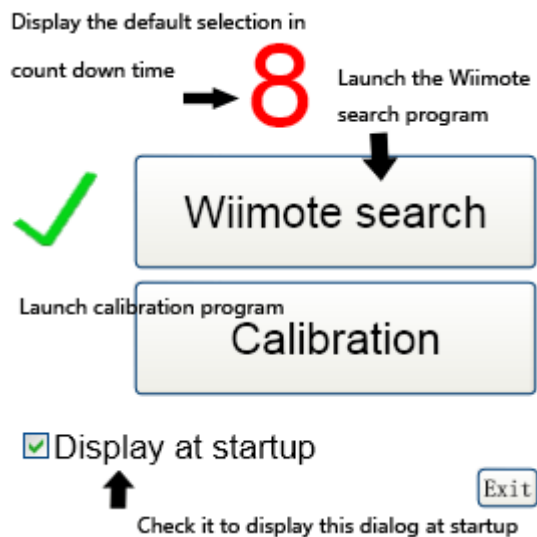 Display the default selection in
count down time
8
Launch the Wiimote
search program
Wiimote search
Launch calibration program
Calibration
Display at startup
Exit
Check it to display this dialog at startup